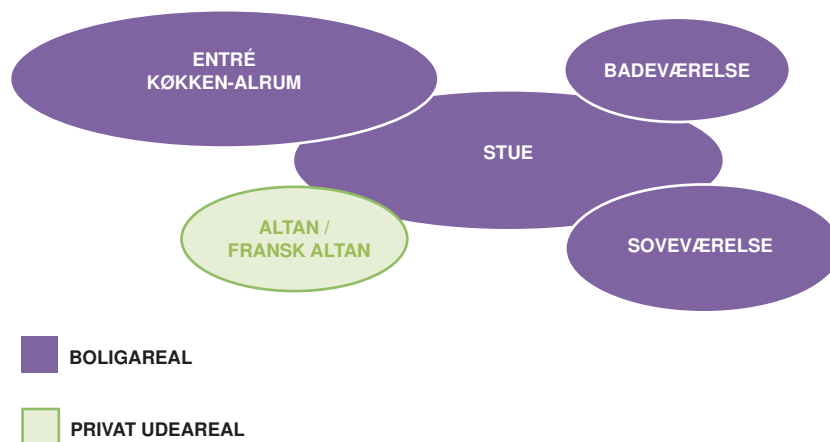 ENTRÉ
KØKKEN-ALRUM
BADEVÆRELSE
STUE
ALTAN /
FRANSK ALTAN
SOVEVÆRELSE
BOLIGAREAL
PRIVAT UDEAREAL